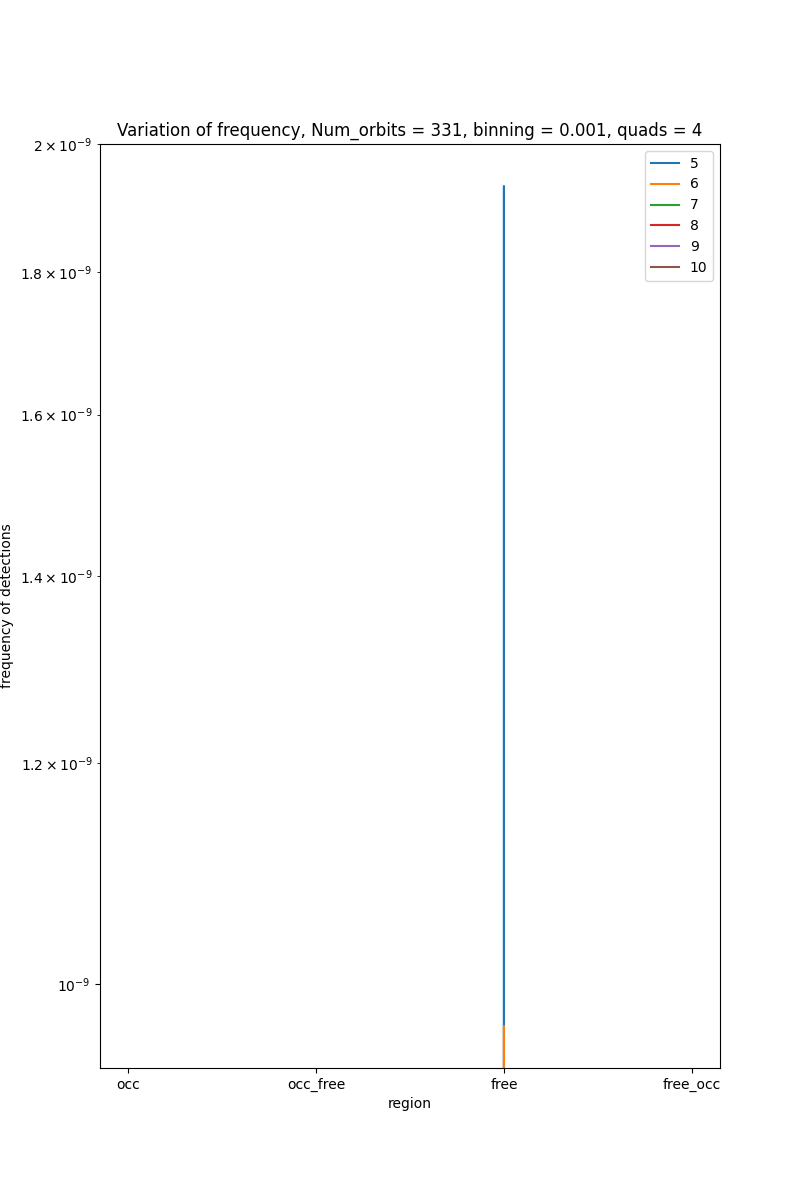 Variation of frequency, Num_orbits = 331, binning = 0.001, quads = 4
2 × 10⁻⁹
1.8 × 10⁻⁹
1.6 × 10⁻⁹
1.4 × 10⁻⁹
1.2 × 10⁻⁹
10⁻⁹
frequency of detections
5
6
7
8
9
10
occ
occ_free
free
free_occ
region